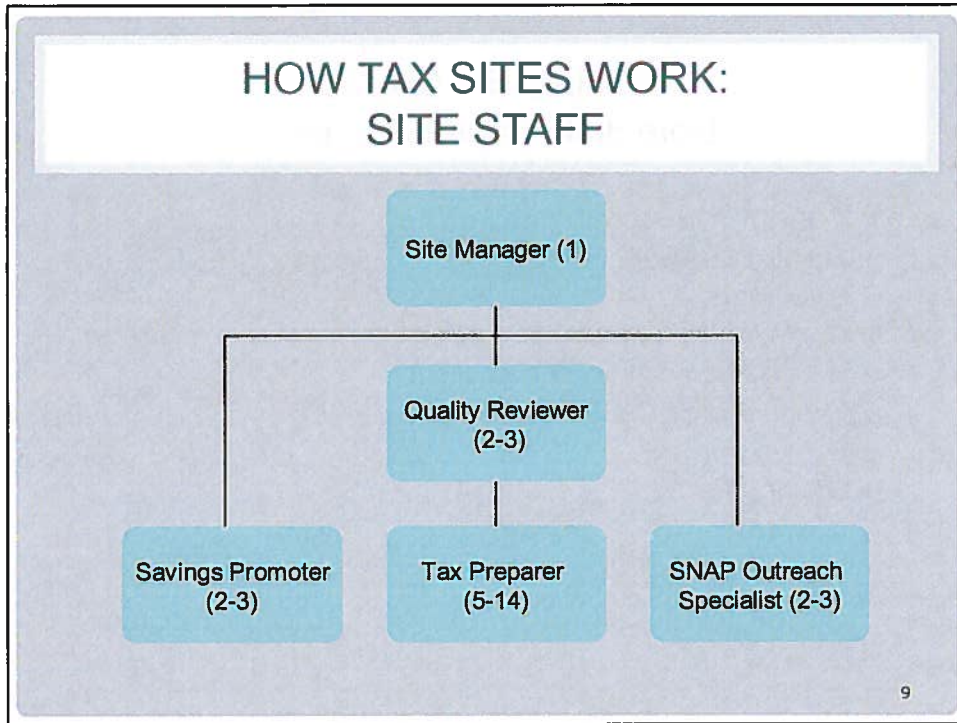 HOW TAX SITES WORK:
SITE STAFF
Site Manager (1)
Quality Reviewer
(2-3)
Savings Promoter
(2-3)
Tax Preparer
(5-14)
SNAP Outreach
Specialist (2-3)
9